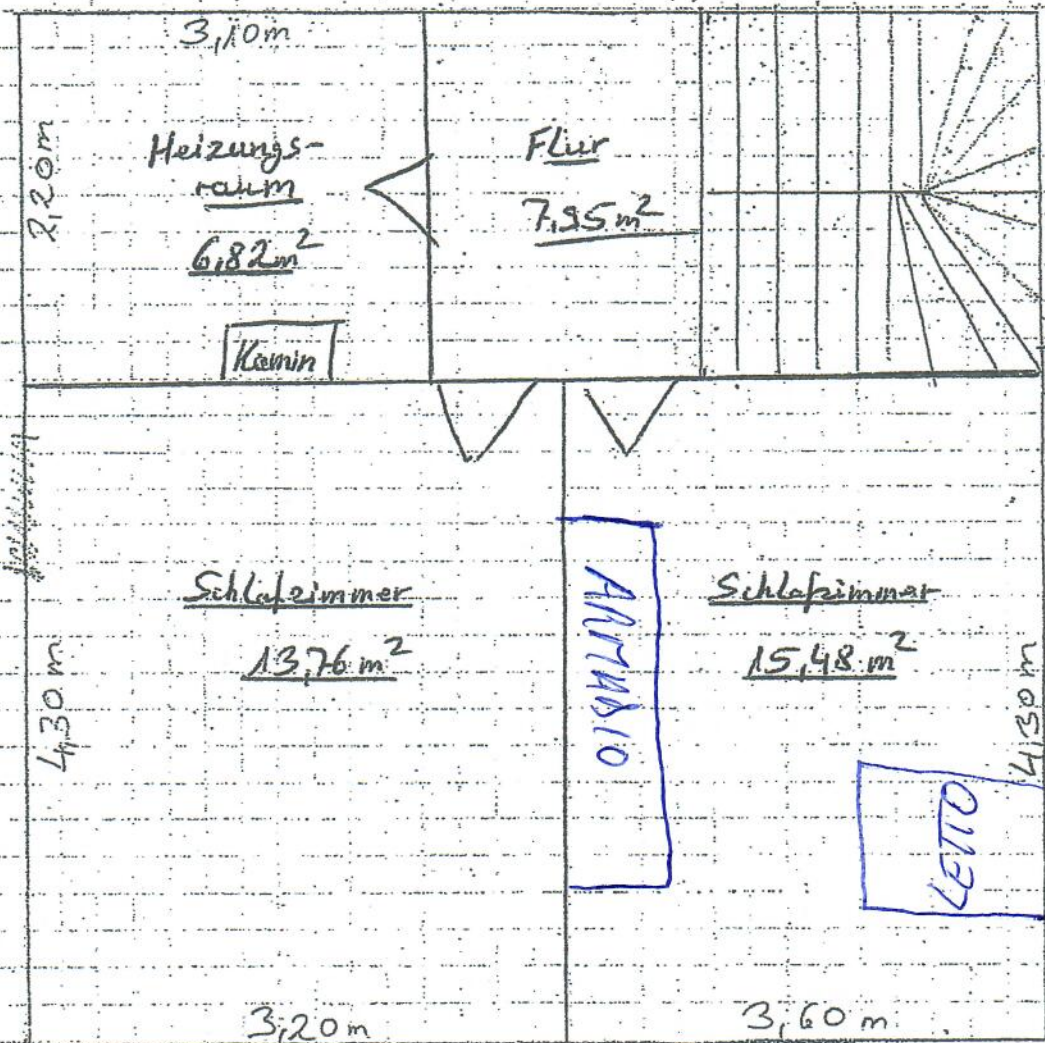 3,10m
2,20m
Heizungs-
raum
6,82m²
Flur
7,95m²
Kamin
Schlafzimmer
13,76m²
4,30m
3,20m
ARMADIO
Schlafzimmer
15,48m²
4,30m
LETTO
3,60m